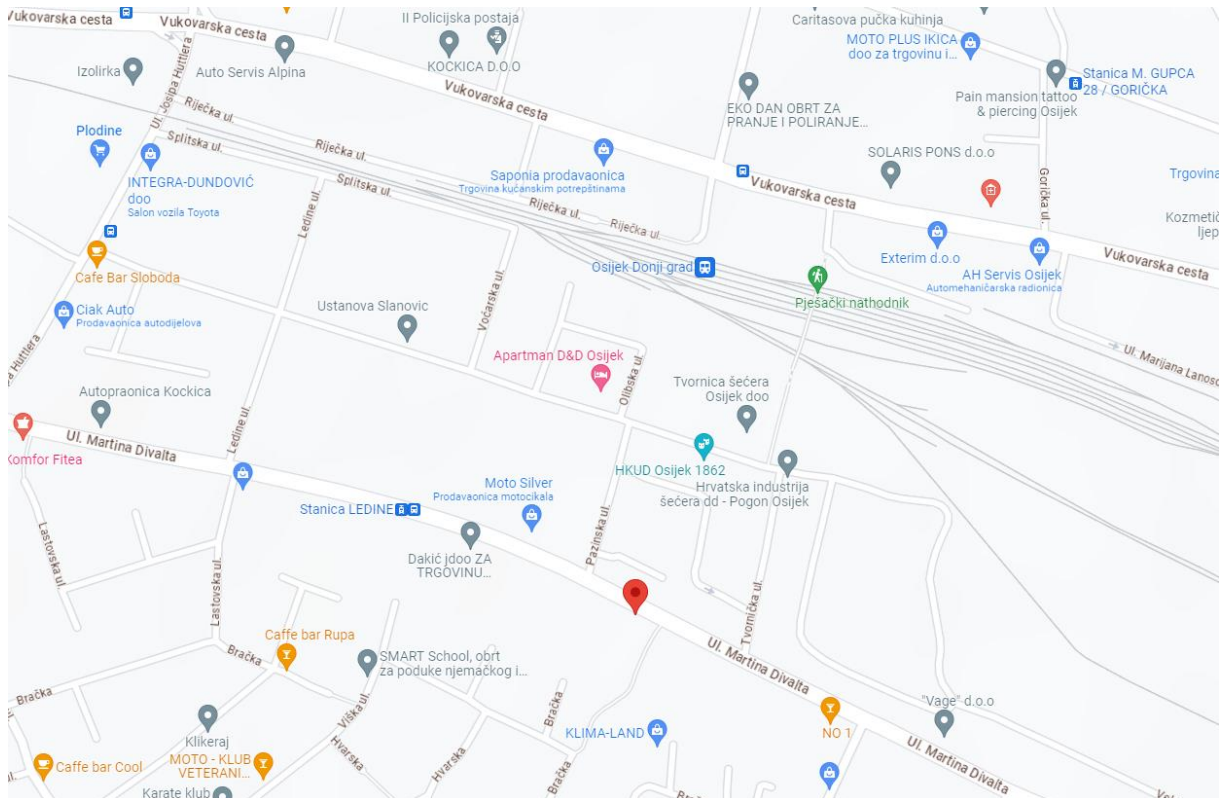 Vukovarska cesta
Vukovarska cesta
II Policijska postaja
Caritasova pučka kuhinja
MOTO PLUS IKICA
doo za trgovinu i...
KOCKICA D.O.O
Izolirka
Auto Servis Alpina
Stanica M. GUPCA
28 / GORIČKA
Vukovarska cesta
EKO DAN OBRT ZA
PRANJE I POLIRANJE...
Pain mansion tattoo
& piercing Osijek
Ul. Josipa Huttlera
Riječka ul.
Plodine
Splitska ul.
Riječka ul.
SOLARIS PONS d.o.o
INTEGRA-DUNDOVIĆ
doo
Salon vozila Toyota
Splitska ul.
Saponia prodavaonica
Trgovina kućanskim potrepštinama
Vukovarska cesta
Gorička ul.
Trgovina
Ledine ul.
Riječka ul.
Riječka ul.
Cafe Bar Sloboda
Osijek Donji grad
Exterim d.o.o
Vukovarska cesta
AH Servis Osijek
Automehaničarska radionica
Pješački nathodnik
Ciak Auto
Prodavaonica autodijelova
Ustanova Slanovic
Voćarska ul.
Ul. Marijana Lanosov
Apartman D&D Osijek
Olibska ul.
Tvornica šećera
Osijek doo
Autopraonica Kockica
Ledine ul.
Ul. Martina Divalta
Komfor Fitea
HKUD Osijek 1862
Hrvatska industrija
šećera dd - Pogon Osijek
Moto Silver
Prodavaonica motocikala
Stanica LEDINE
Pazinska ul.
Dakić jdoo ZA
TRGOVINU...
Lastovska ul.
Lastovska ul.
Tvornička ul.
Caffe bar Rupa
Bračka
SMART School, obrt
za poduke njemačkog i...
Ul. Martina Divalta
Bračka
Viška ul.
Bračka
"Vage" d.o.o
Klikeraj
KLIMA-LAND
NO 1
Hvarska
Hvarska
Bračka
Ul. Martina Divalta
Caffe bar Cool
MOTO - KLUB
VETERANI...
Karate klub